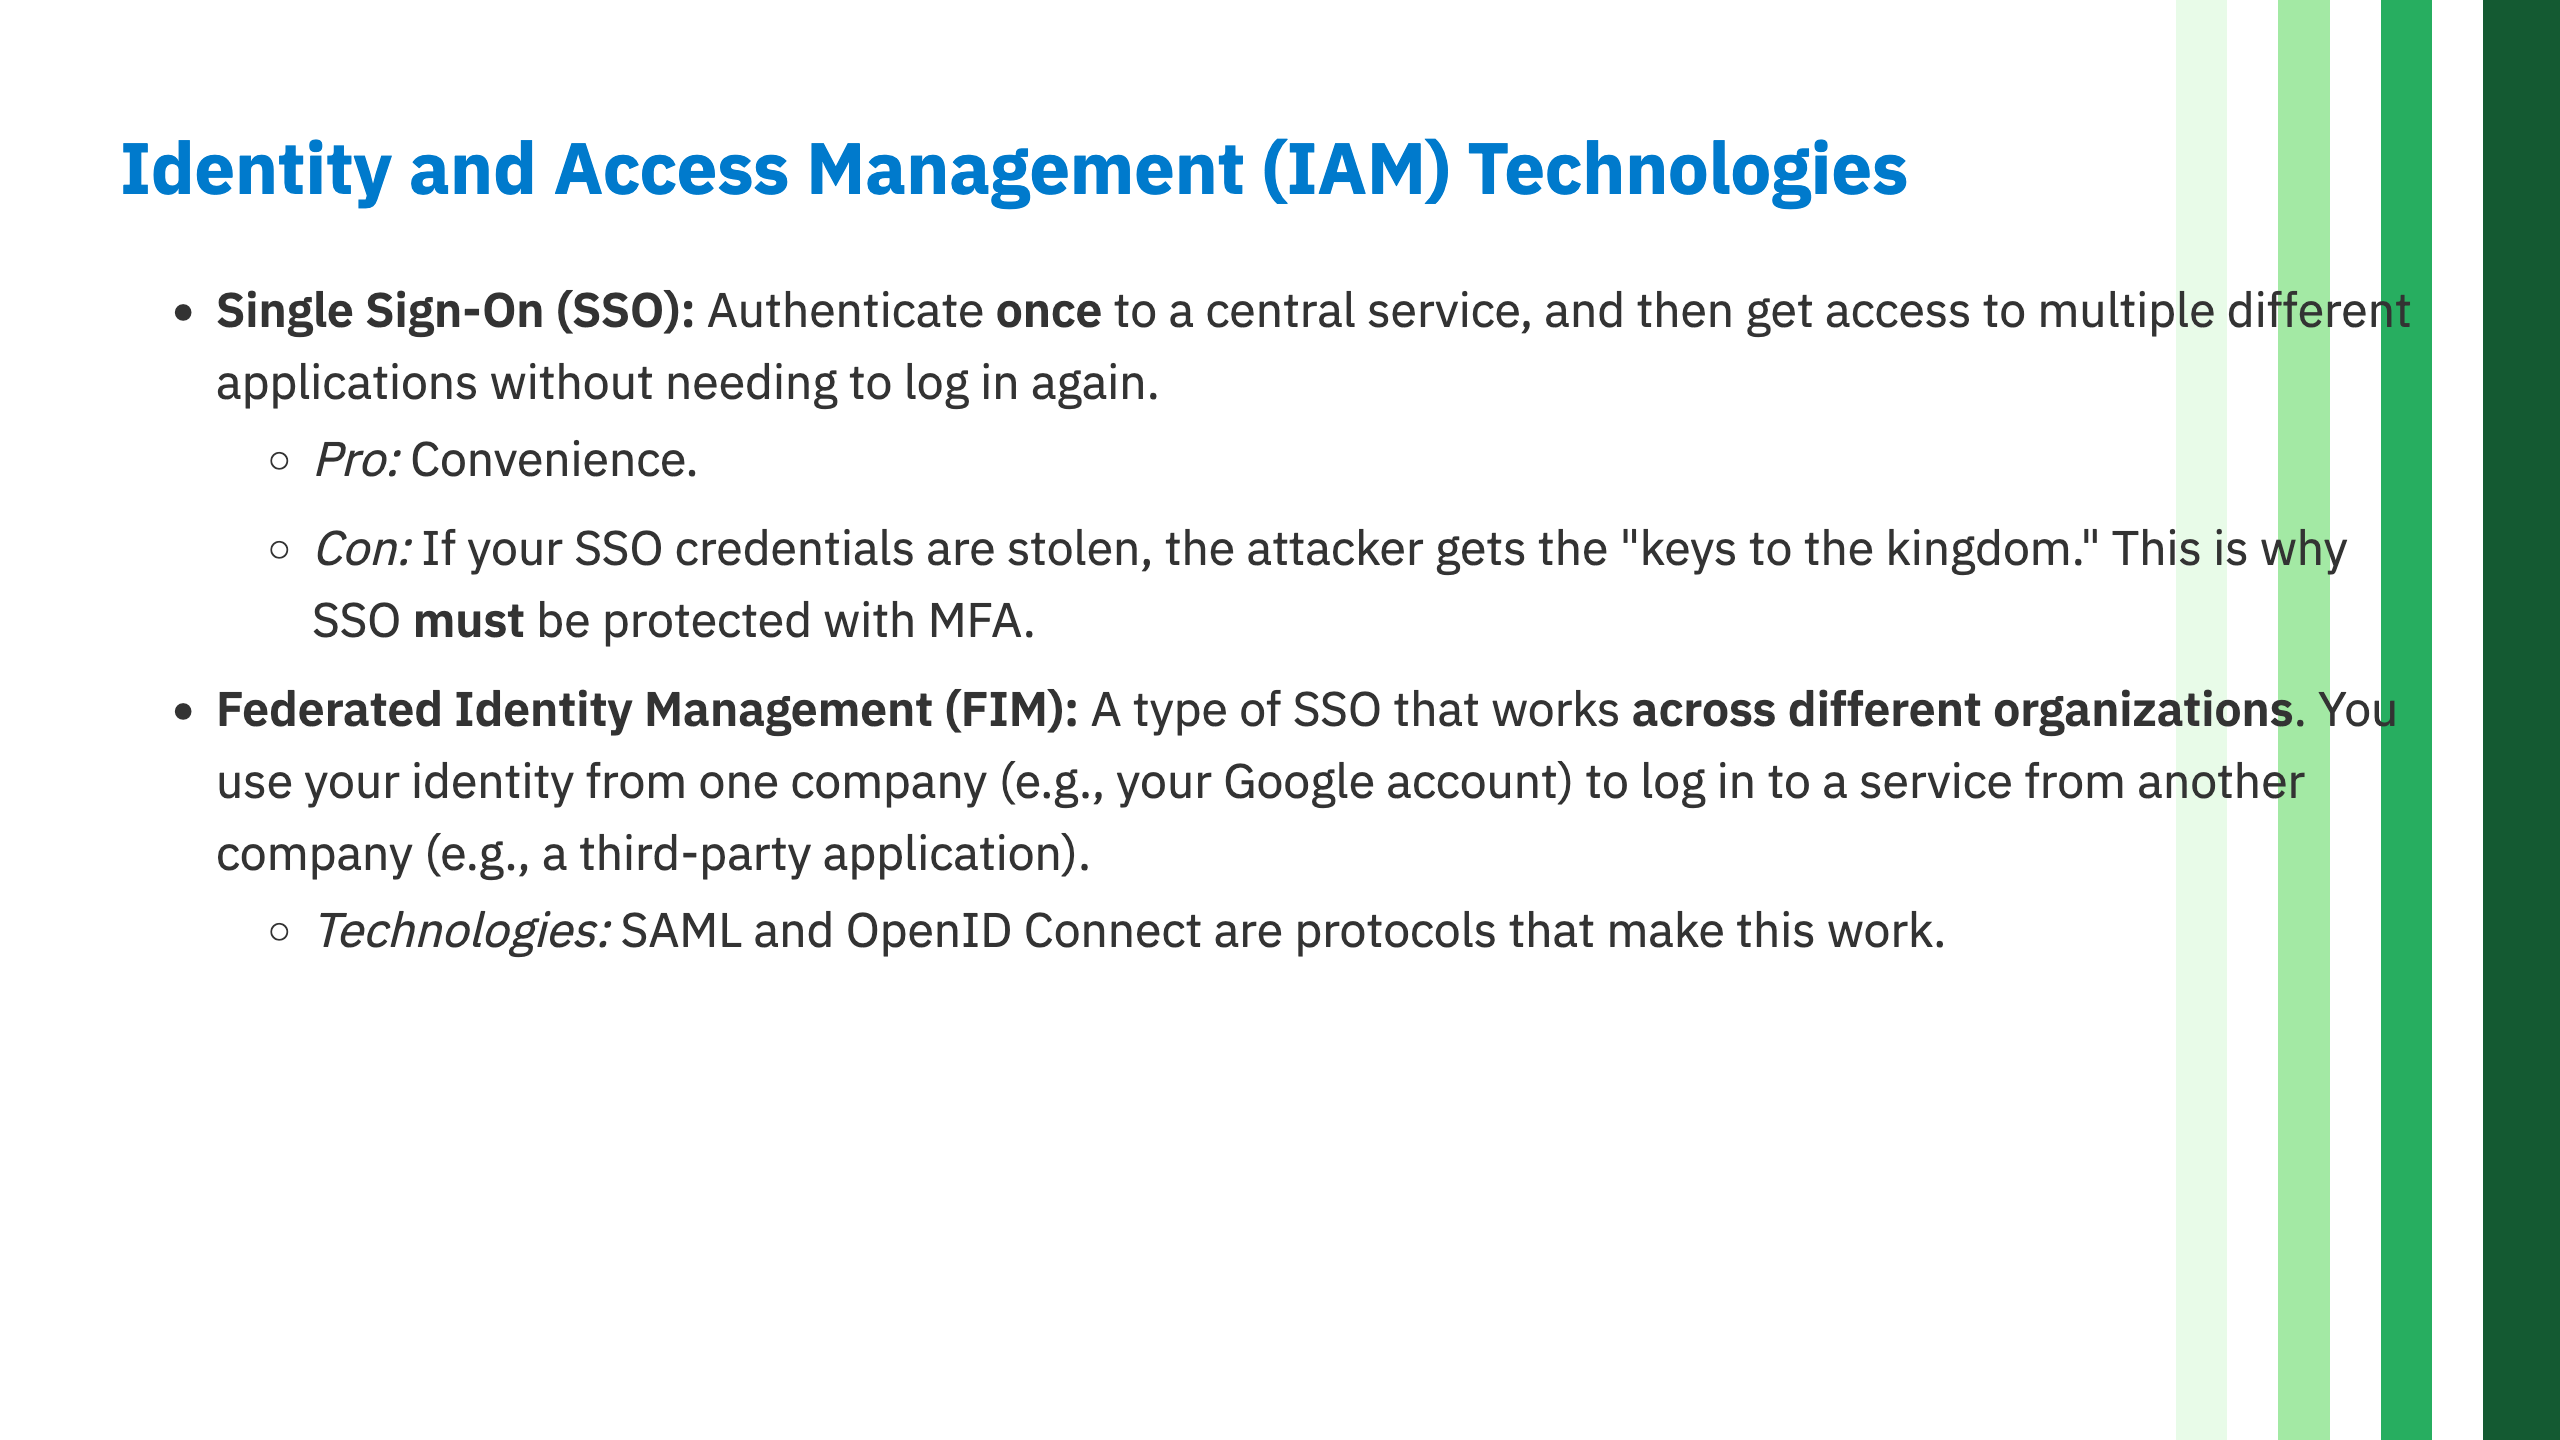 Identity and Access Management (IAM) Technologies
• Single Sign-On (SSO): Authenticate once to a central service, and then get access to multiple different
applications without needing to log in again.
○ Pro: Convenience.
○ Con: If your SSO credentials are stolen, the attacker gets the "keys to the kingdom." This is why
SSO must be protected with MFA.
• Federated Identity Management (FIM): A type of SSO that works across different organizations. You
use your identity from one company (e.g., your Google account) to log in to a service from another
company (e.g., a third-party application).
○ Technologies: SAML and OpenID Connect are protocols that make this work.